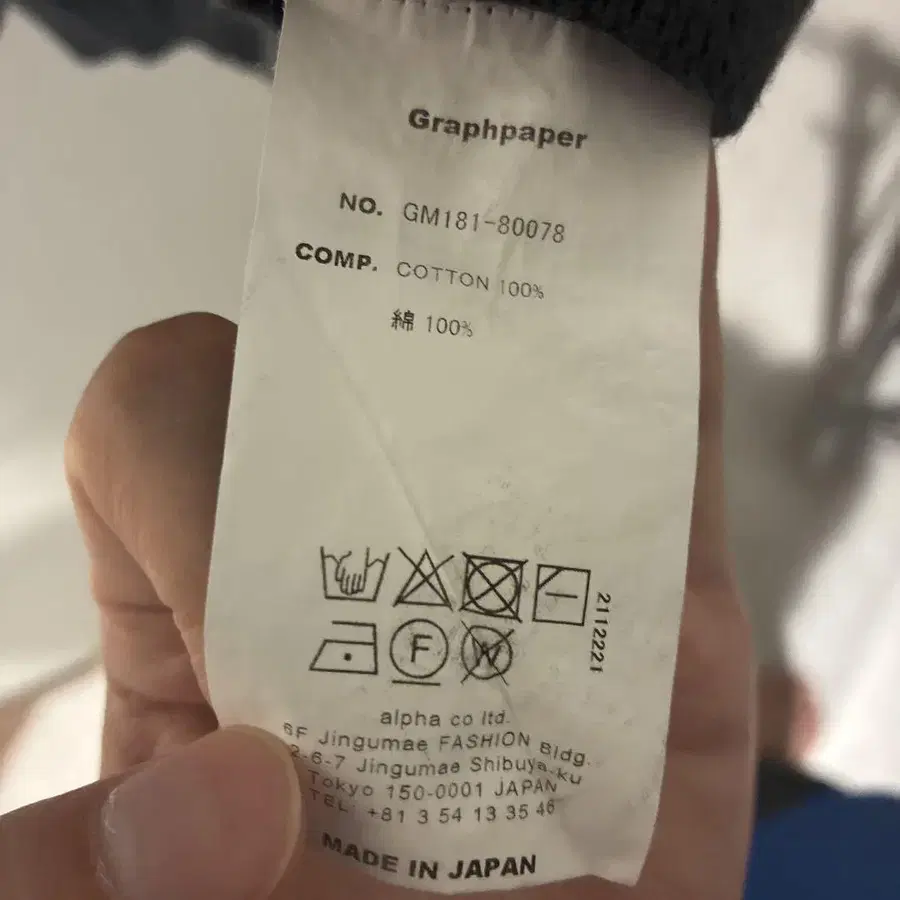 Graphpaper
NO. GM181-80078
COMP. COTTON 100%
綿 100%
2112221
F
W
alpha co ltd.
6F Jingumae FASHION Bldg.
2-6-7 Jingumae Shibuya-ku
Tokyo 150-0001 JAPAN
TEL: +81 3 54 13 35 46
MADE IN JAPAN